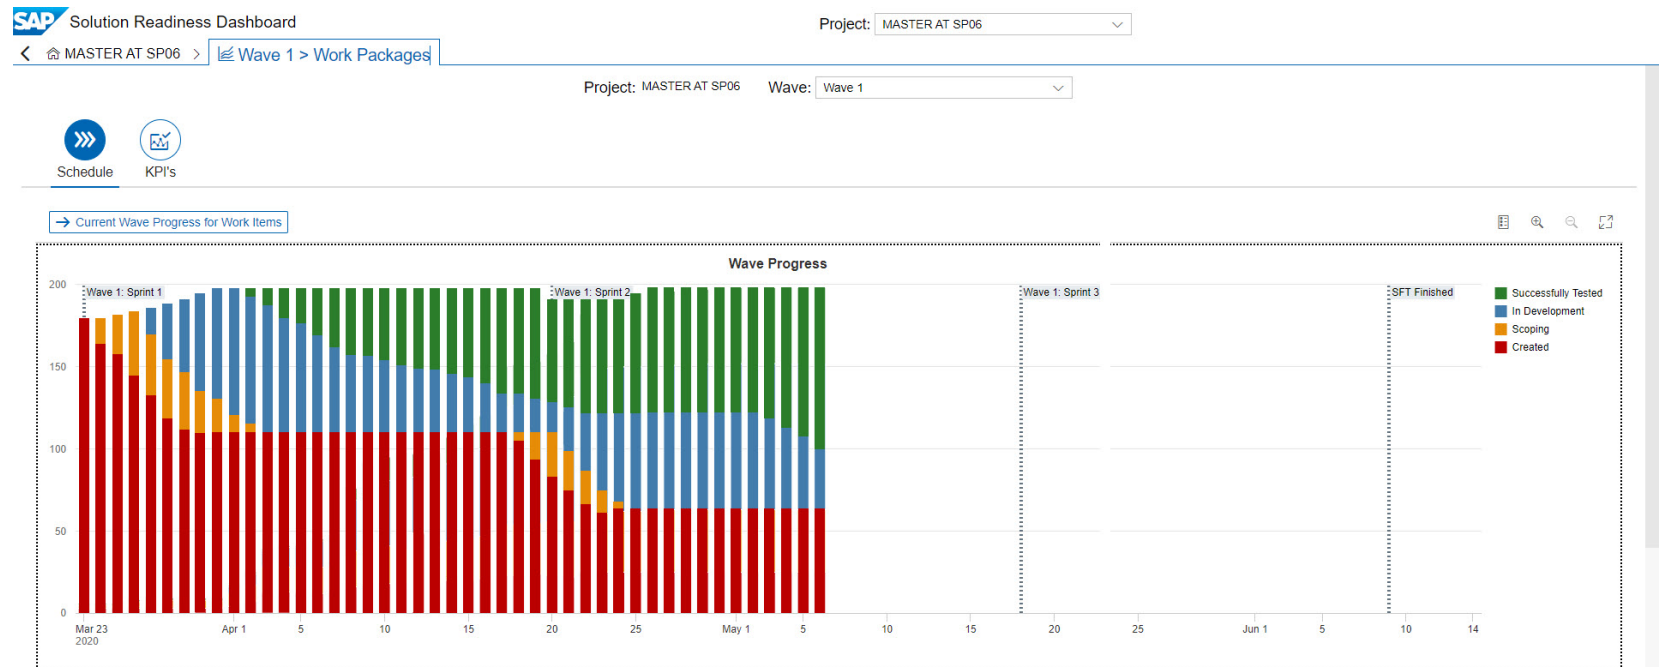 SAP Solution Readiness Dashboard
Project: MASTER AT SP06
MASTER AT SP06 > Wave 1 > Work Packages
Project: MASTER AT SP06 Wave: Wave 1
Schedule KPI's
Current Wave Progress for Work Items
Wave Progress
200
Wave 1: Sprint 1 Wave 1: Sprint 2 Wave 1: Sprint 3 SFT Finished
Successfully Tested
In Development
Scoping
Created
150
100
50
0
Mar 23 Apr 1 5 10 15 20 25 May 1 5 10 15 20 25 Jun 1 5 10 14
2020